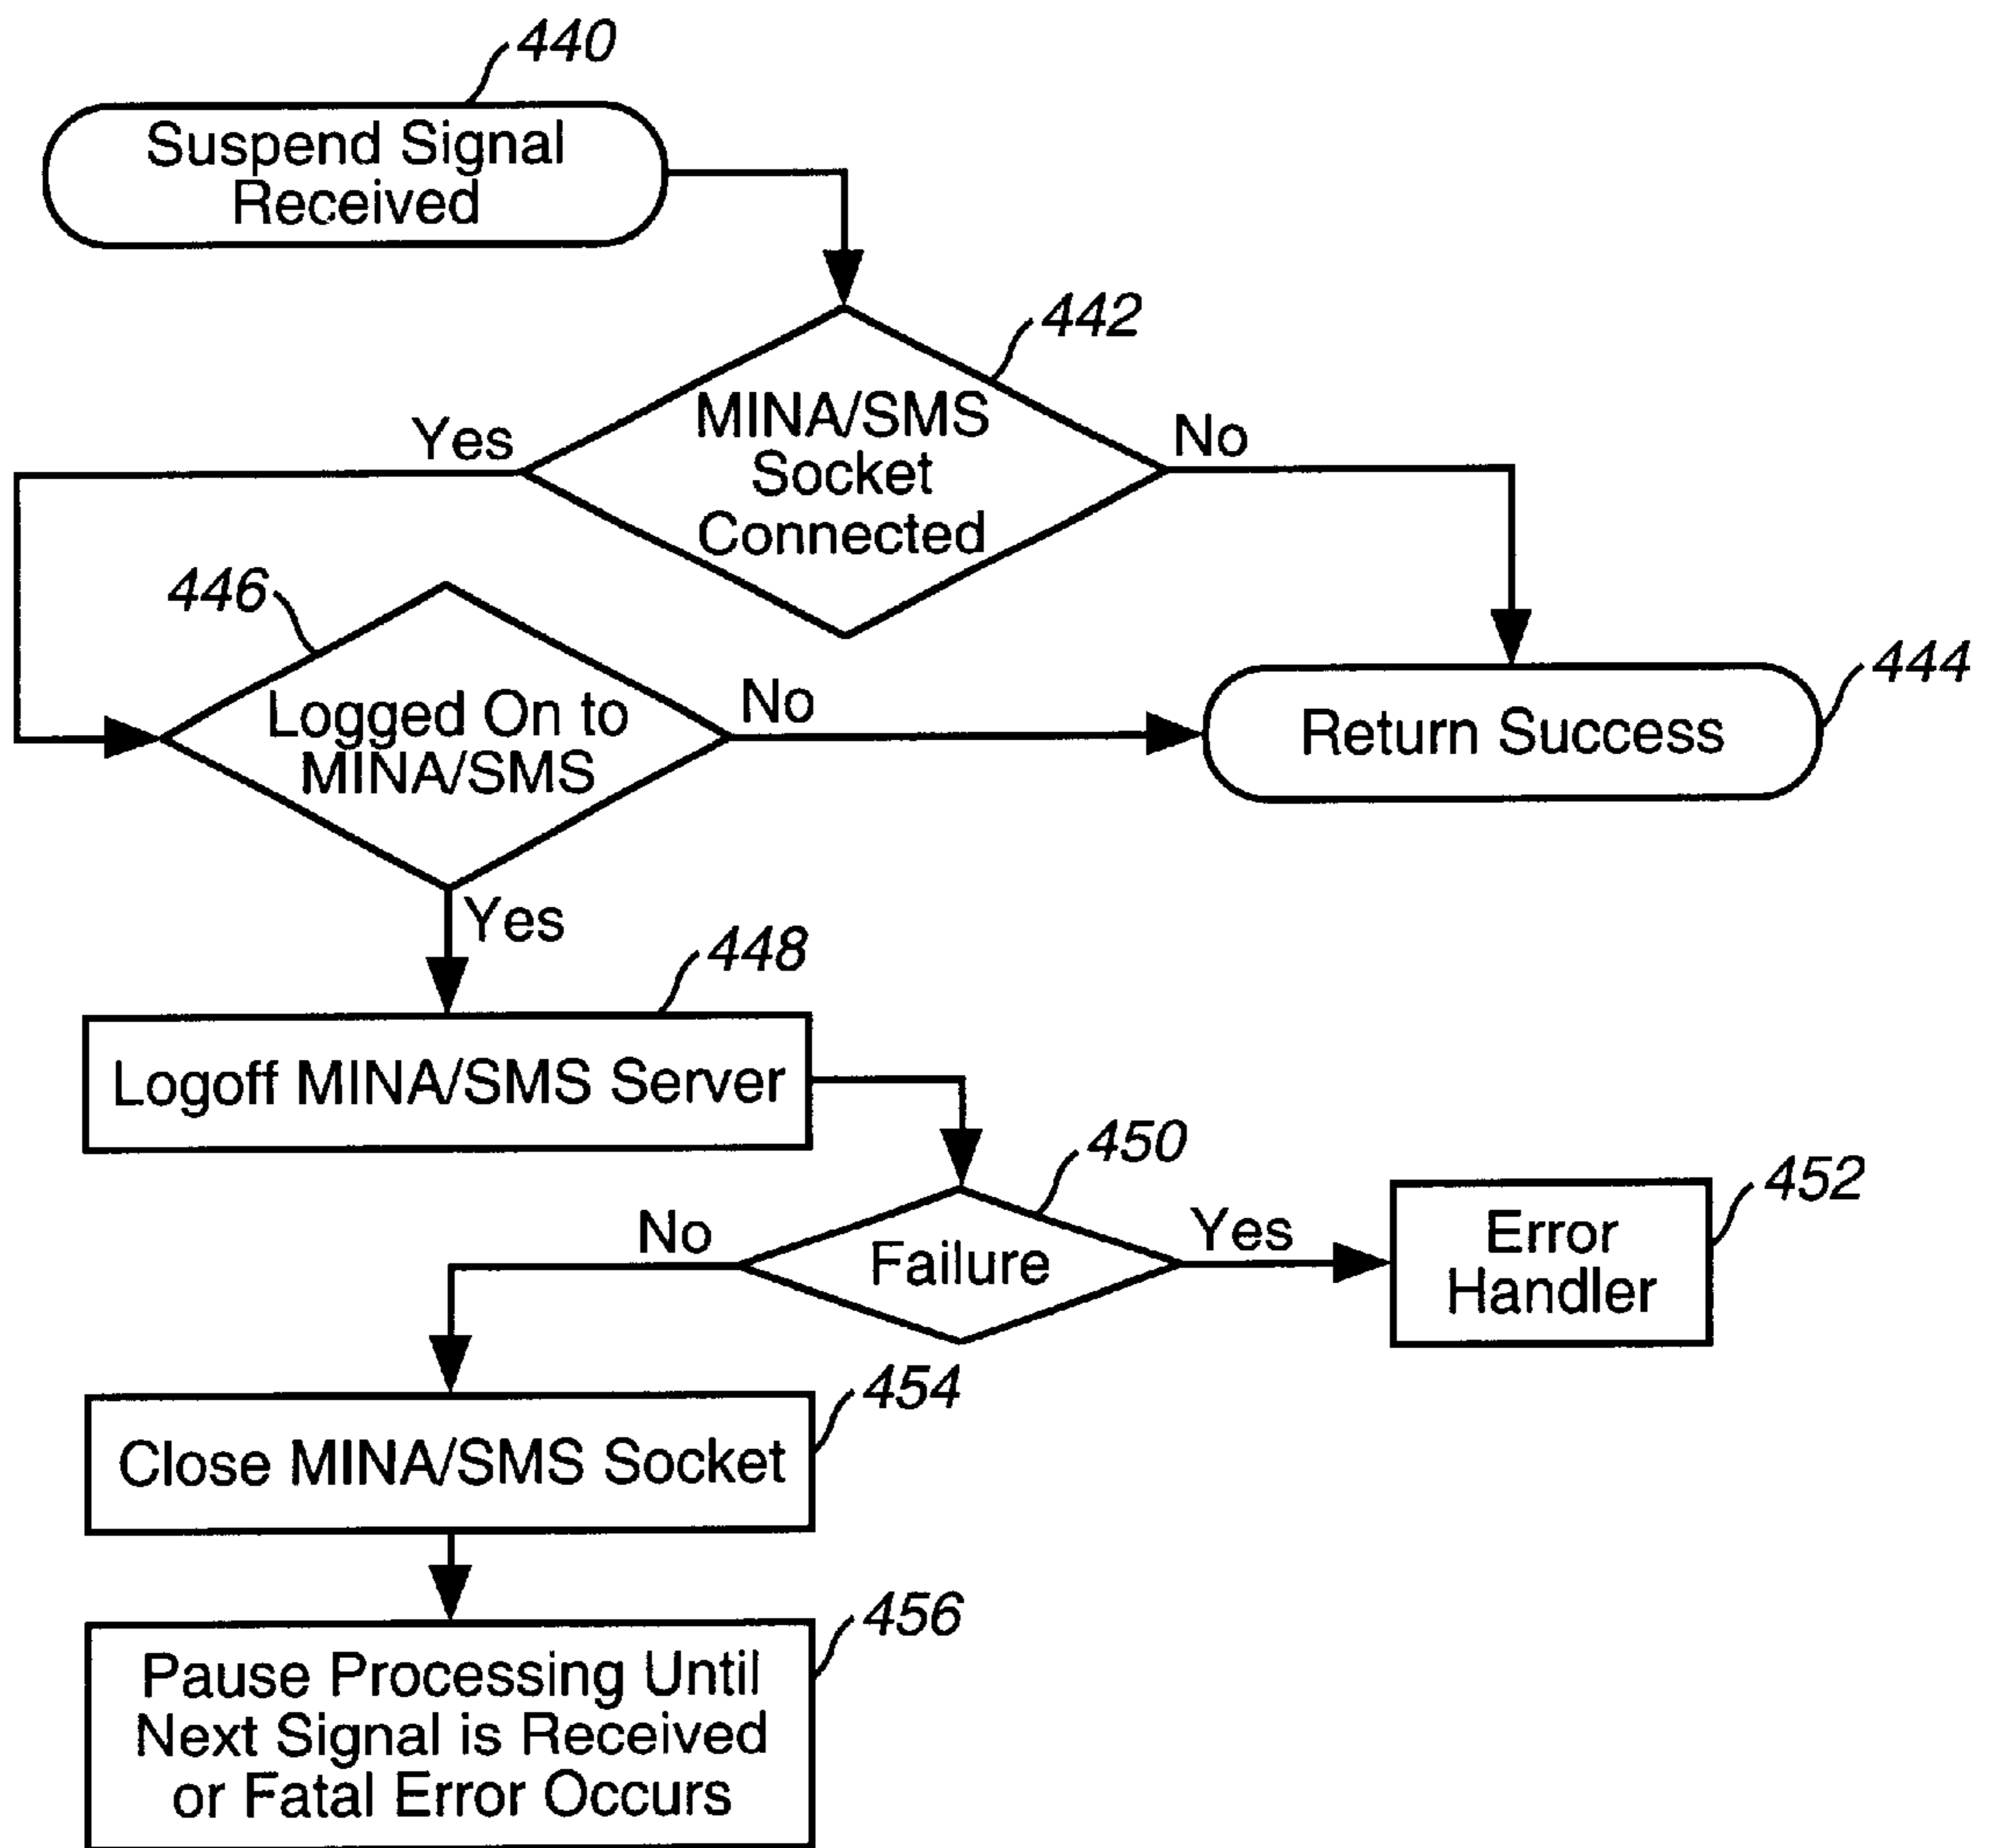 440
Suspend Signal
Received
442
MINA/SMS
Socket
Connected
Yes
No
446
Logged On to
MINA/SMS
No
444
Return Success
Yes
448
Logoff MINA/SMS Server
450
Failure
No
Yes
452
Error
Handler
454
Close MINA/SMS Socket
456
Pause Processing Until
Next Signal is Received
or Fatal Error Occurs